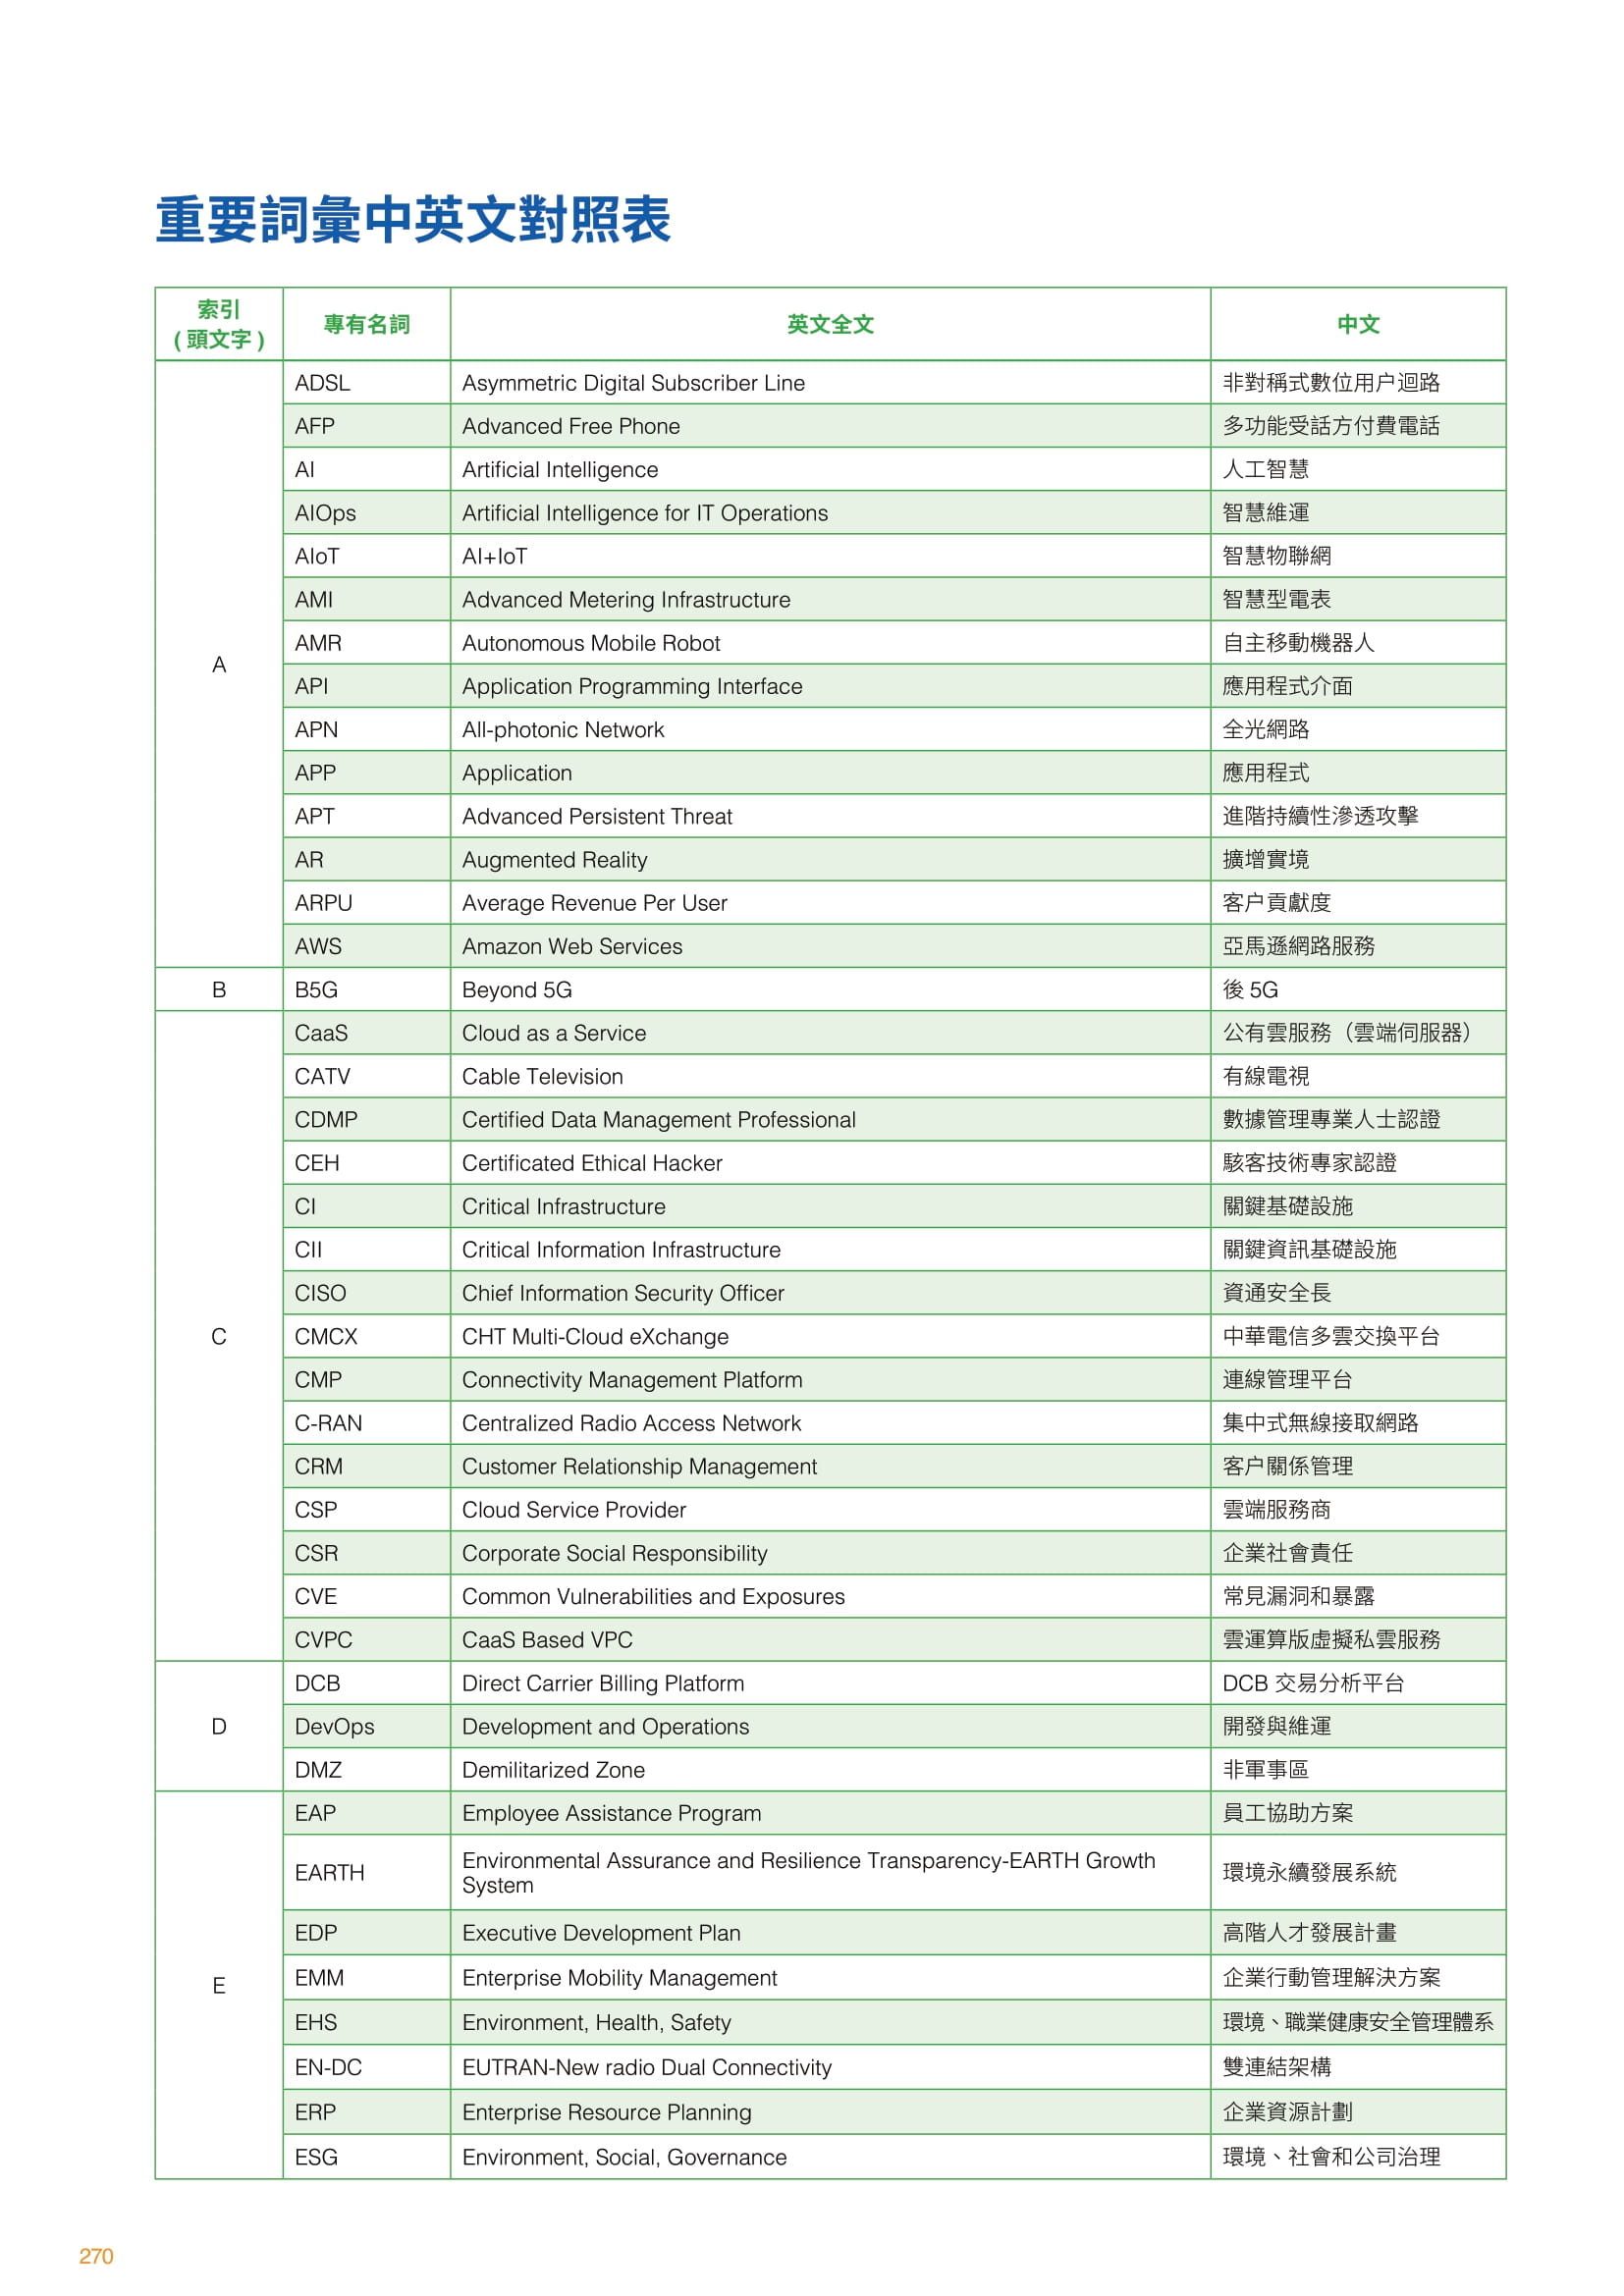 重要詞彙中英文對照表
索引
( 頭文字 )
專有名詞
英文全文
中文
A
ADSL Asymmetric Digital Subscriber Line 非對稱式數位用户迴路
AFP Advanced Free Phone 多功能受話方付費電話
AI Artificial Intelligence 人工智慧
AIOps Artificial Intelligence for IT Operations 智慧維運
AIoT AI+IoT 智慧物聯網
AMI Advanced Metering Infrastructure 智慧型電表
AMR Autonomous Mobile Robot 自主移動機器人
API Application Programming Interface 應用程式介面
APN All-photonic Network 全光網路
APP Application 應用程式
APT Advanced Persistent Threat 進階持續性滲透攻擊
AR Augmented Reality 擴增實境
ARPU Average Revenue Per User 客户貢獻度
AWS Amazon Web Services 亞馬遜網路服務
B
B5G Beyond 5G 後 5G
C
CaaS Cloud as a Service 公有雲服務（雲端伺服器）
CATV Cable Television 有線電視
CDMP Certified Data Management Professional 數據管理專業人士認證
CEH Certificated Ethical Hacker 駭客技術專家認證
CI Critical Infrastructure 關鍵基礎設施
CII Critical Information Infrastructure 關鍵資訊基礎設施
CISO Chief Information Security Officer 資通安全長
CMCX CHT Multi-Cloud eXchange 中華電信多雲交換平台
CMP Connectivity Management Platform 連線管理平台
C-RAN Centralized Radio Access Network 集中式無線接取網路
CRM Customer Relationship Management 客户關係管理
CSP Cloud Service Provider 雲端服務商
CSR Corporate Social Responsibility 企業社會責任
CVE Common Vulnerabilities and Exposures 常見漏洞和暴露
CVPC CaaS Based VPC 雲運算版虛擬私雲服務
D
DCB Direct Carrier Billing Platform DCB 交易分析平台
DevOps Development and Operations 開發與維運
DMZ Demilitarized Zone 非軍事區
E
EAP Employee Assistance Program 員工協助方案
EARTH Environmental Assurance and Resilience Transparency-EARTH Growth
System 環境永續發展系統
EDP Executive Development Plan 高階人才發展計畫
EMM Enterprise Mobility Management 企業行動管理解決方案
EHS Environment, Health, Safety 環境、職業健康安全管理體系
EN-DC EUTRAN-New radio Dual Connectivity 雙連結架構
ERP Enterprise Resource Planning 企業資源計劃
ESG Environment, Social, Governance 環境、社會和公司治理
270